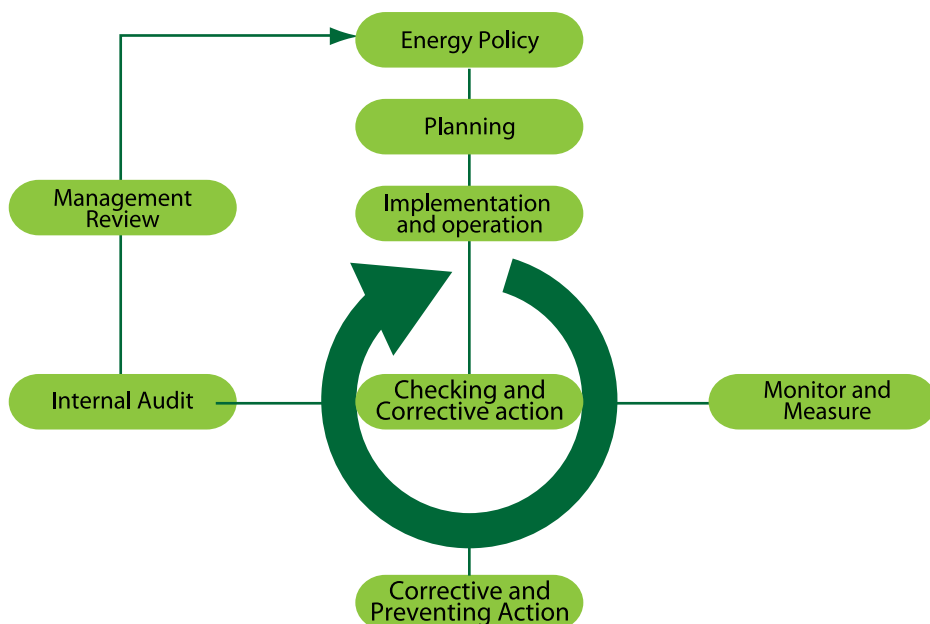 Energy Policy
Planning
Management
Review
Implementation
and operation
Internal Audit
Checking and
Corrective action
Monitor and
Measure
Corrective and
Preventing Action